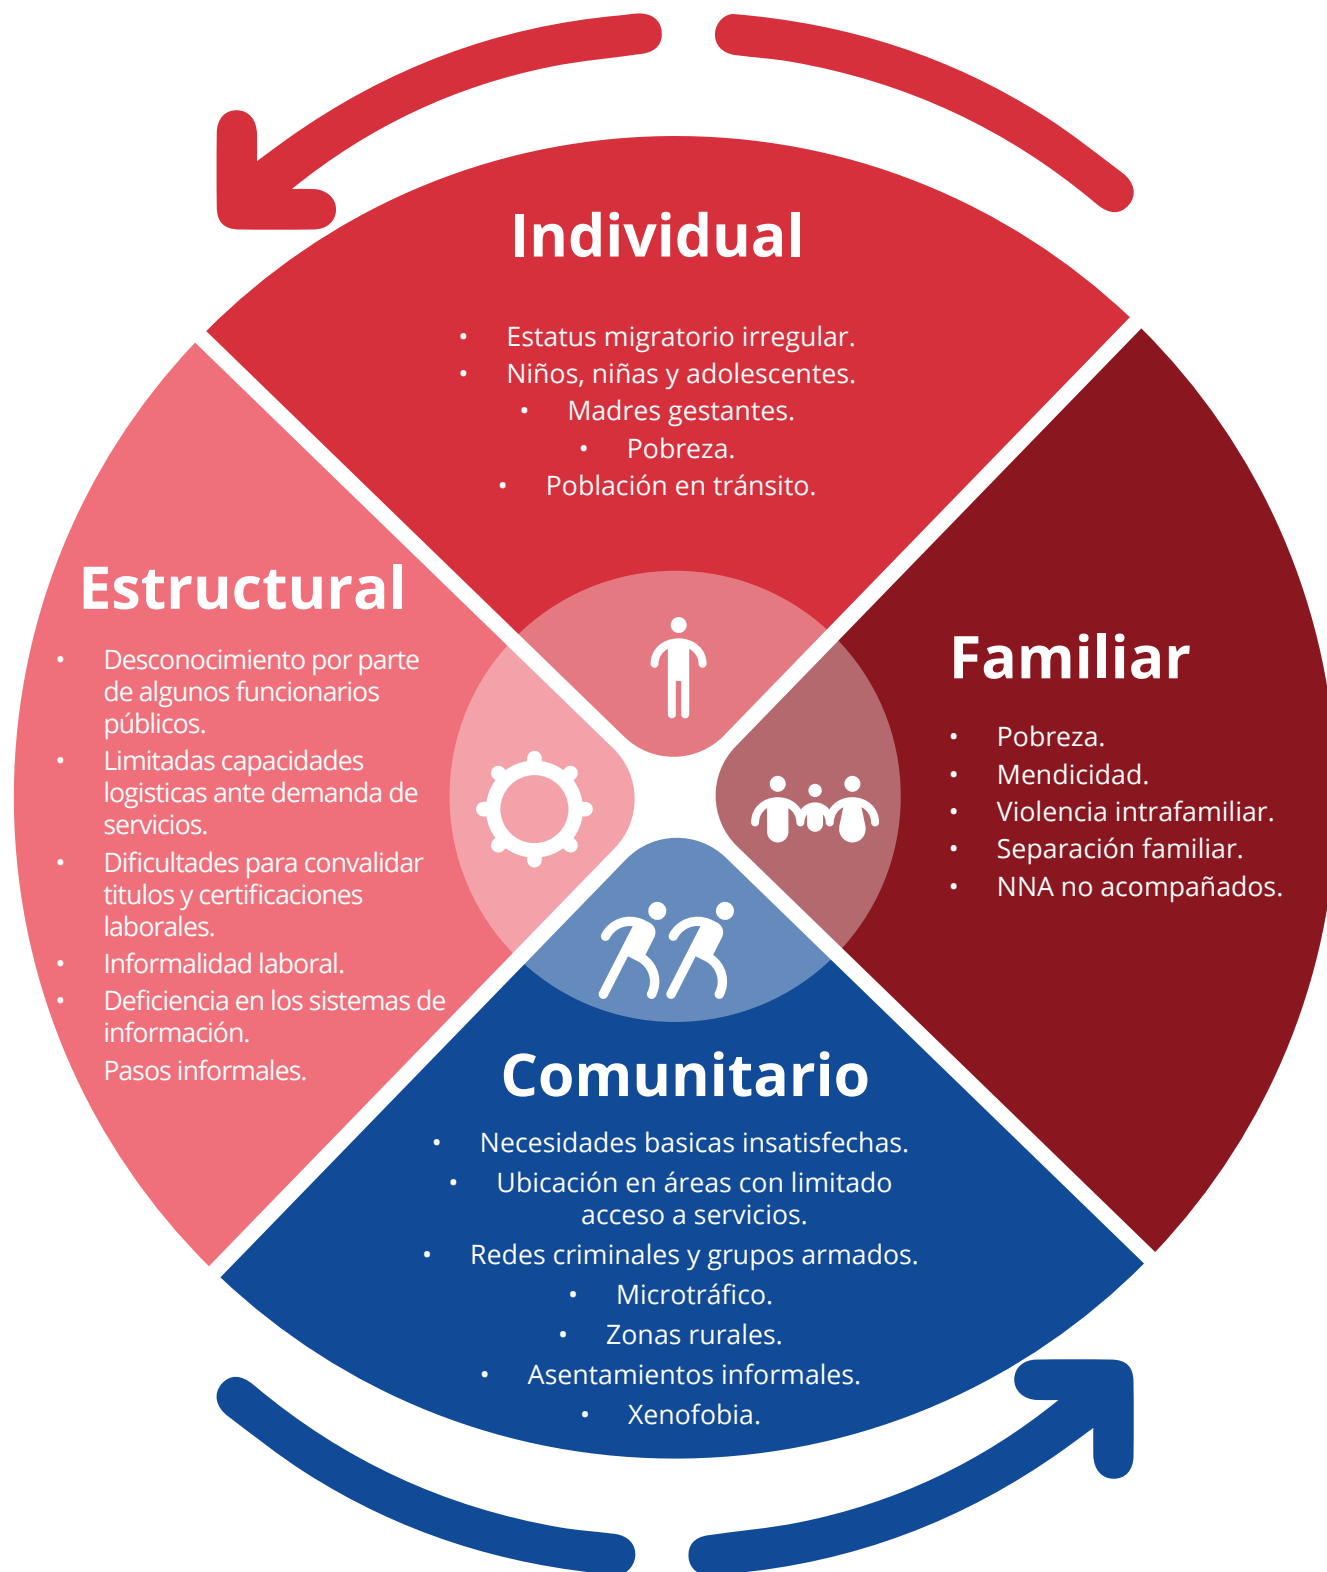 Individual
• Estatus migratorio irregular.
• Niños, niñas y adolescentes.
• Madres gestantes.
• Pobreza.
• Población en tránsito.
Estructural
• Desconocimiento por parte
de algunos funcionarios
públicos.
• Limitadas capacidades
logisticas ante demanda de
servicios.
• Dificultades para convalidar
titulos y certificaciones
laborales.
• Informalidad laboral.
• Deficiencia en los sistemas de
información.
Pasos informales.
Familiar
• Pobreza.
• Mendicidad.
• Violencia intrafamiliar.
• Separación familiar.
• NNA no acompañados.
Comunitario
• Necesidades basicas insatisfechas.
• Ubicación en áreas con limitado
acceso a servicios.
• Redes criminales y grupos armados.
• Microtráfico.
• Zonas rurales.
• Asentamientos informales.
• Xenofobia.